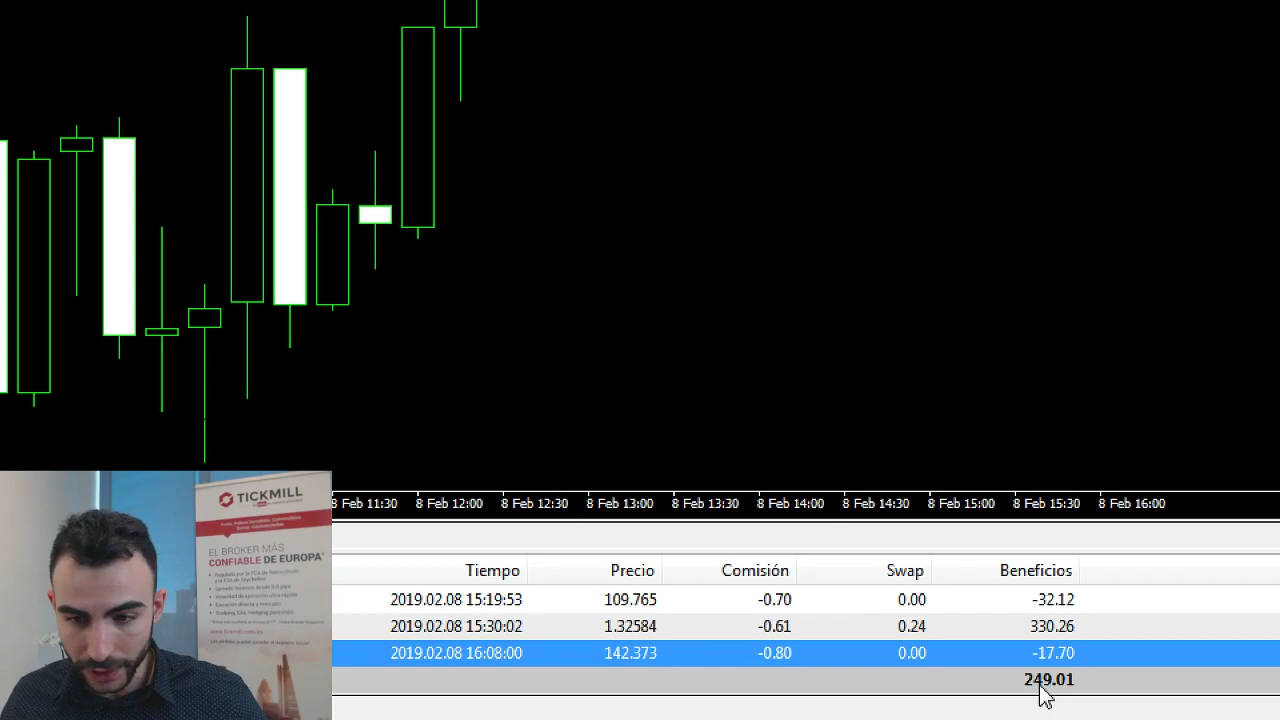 8 Feb 11:30 8 Feb 12:00 8 Feb 12:30 8 Feb 13:00 8 Feb 13:30 8 Feb 14:00 8 Feb 14:30 8 Feb 15:00 8 Feb 15:30 8 Feb 16:00
Tiempo Precio Comisión Swap Beneficios
2019.02.08 15:19:53 109.765 -0.70 0.00 -32.12
2019.02.08 15:30:02 1.32584 -0.61 0.24 330.26
2019.02.08 16:08:00 142.373 -0.80 0.00 -17.70
249.01
TICKMILL
EL BRÓKER MÁS
CONFIABLE DE EUROPA*